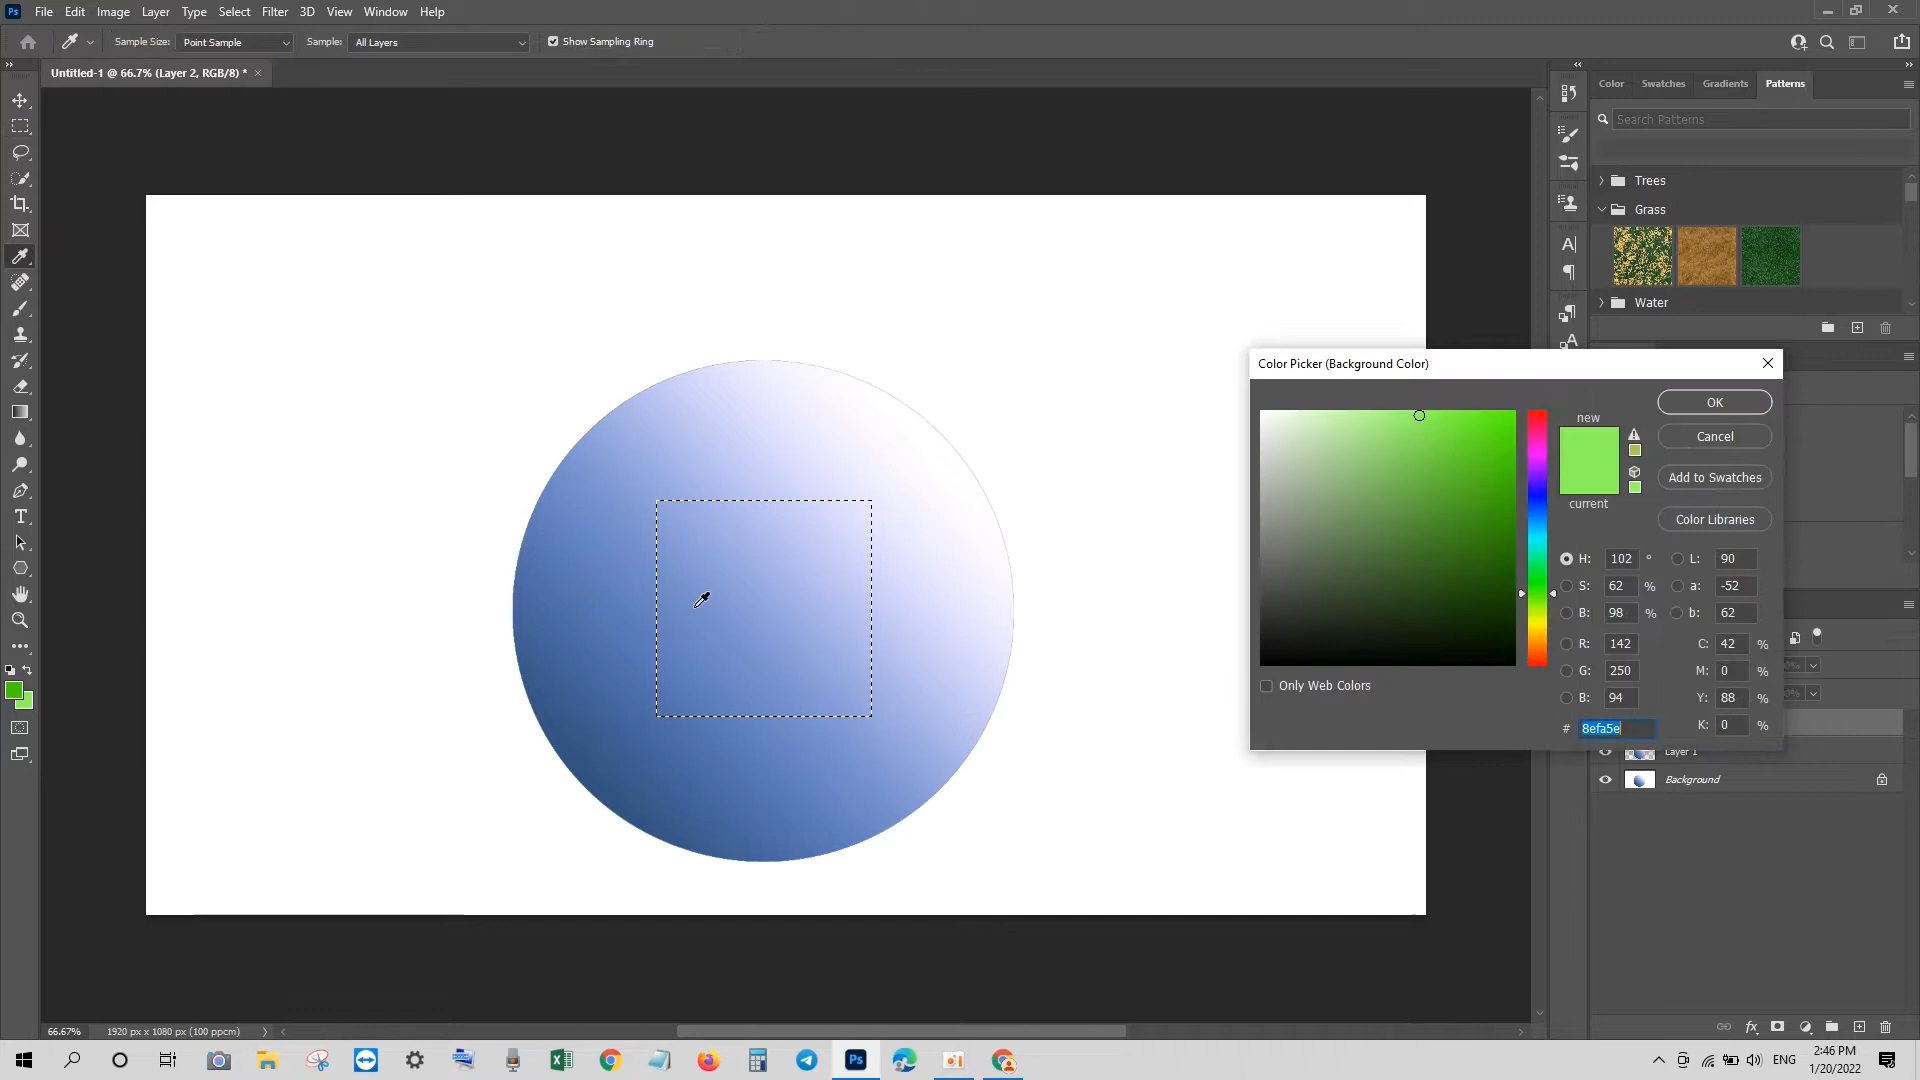 Ps File Edit Image Layer Type Select Filter 3D View Window Help
Sample Size: Point Sample Sample: All Layers Show Sampling Ring
Untitled-1 @ 66.7% (Layer 2, RGB/8) *
Color Swatches Gradients Patterns
Search Patterns
Trees
Grass
Water
Color Picker (Background Color)
new
OK
Cancel
Add to Swatches
current
Color Libraries
H: 102 ° L: 90
S: 62 % a: -52
B: 98 % b: 62
R: 142 C: 42 %
G: 250 M: 0 %
Only Web Colors
B: 94 Y: 88 %
# 8efa5e K: 0 %
Layer 1
Background
66.67% 1920 px x 1080 px (100 ppcm)
fx
Ps ENG 2:46 PM
1/20/2022